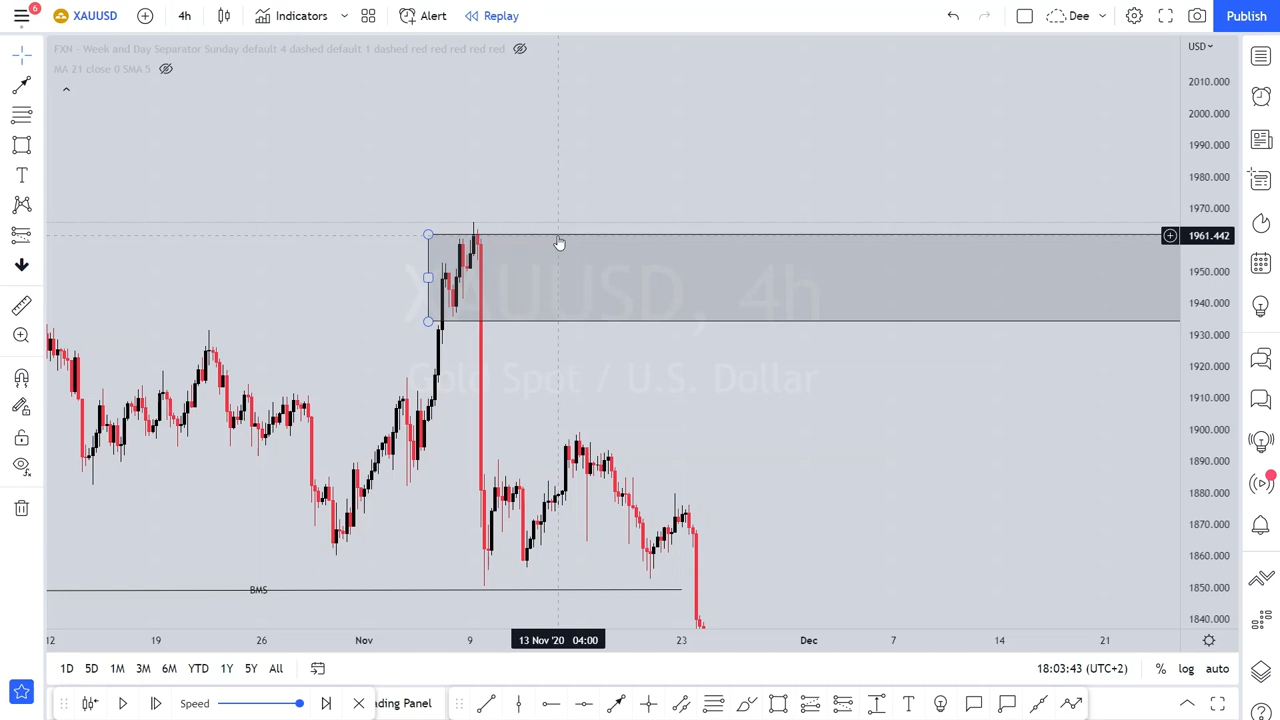 6
XAUUSD
4h
Indicators
Alert
Replay
Dee
Publish
FXN - Week and Day Separator Sunday default 4 dashed default 1 dashed red red red red red
MA 21 close 0 SMA 5
USD
2010.000
2000.000
1990.000
1980.000
1970.000
1961.442
1950.000
1940.000
1930.000
1920.000
1910.000
1900.000
1890.000
1880.000
1870.000
1860.000
1850.000
1840.000
XAUUSD, 4h
Gold Spot / U.S. Dollar
BMS
12 19 26 Nov 9 13 Nov '20 04:00 23 Dec 7 14 21
1D 5D 1M 3M 6M YTD 1Y 5Y All
18:03:43 (UTC+2) % log auto
Speed
ading Panel